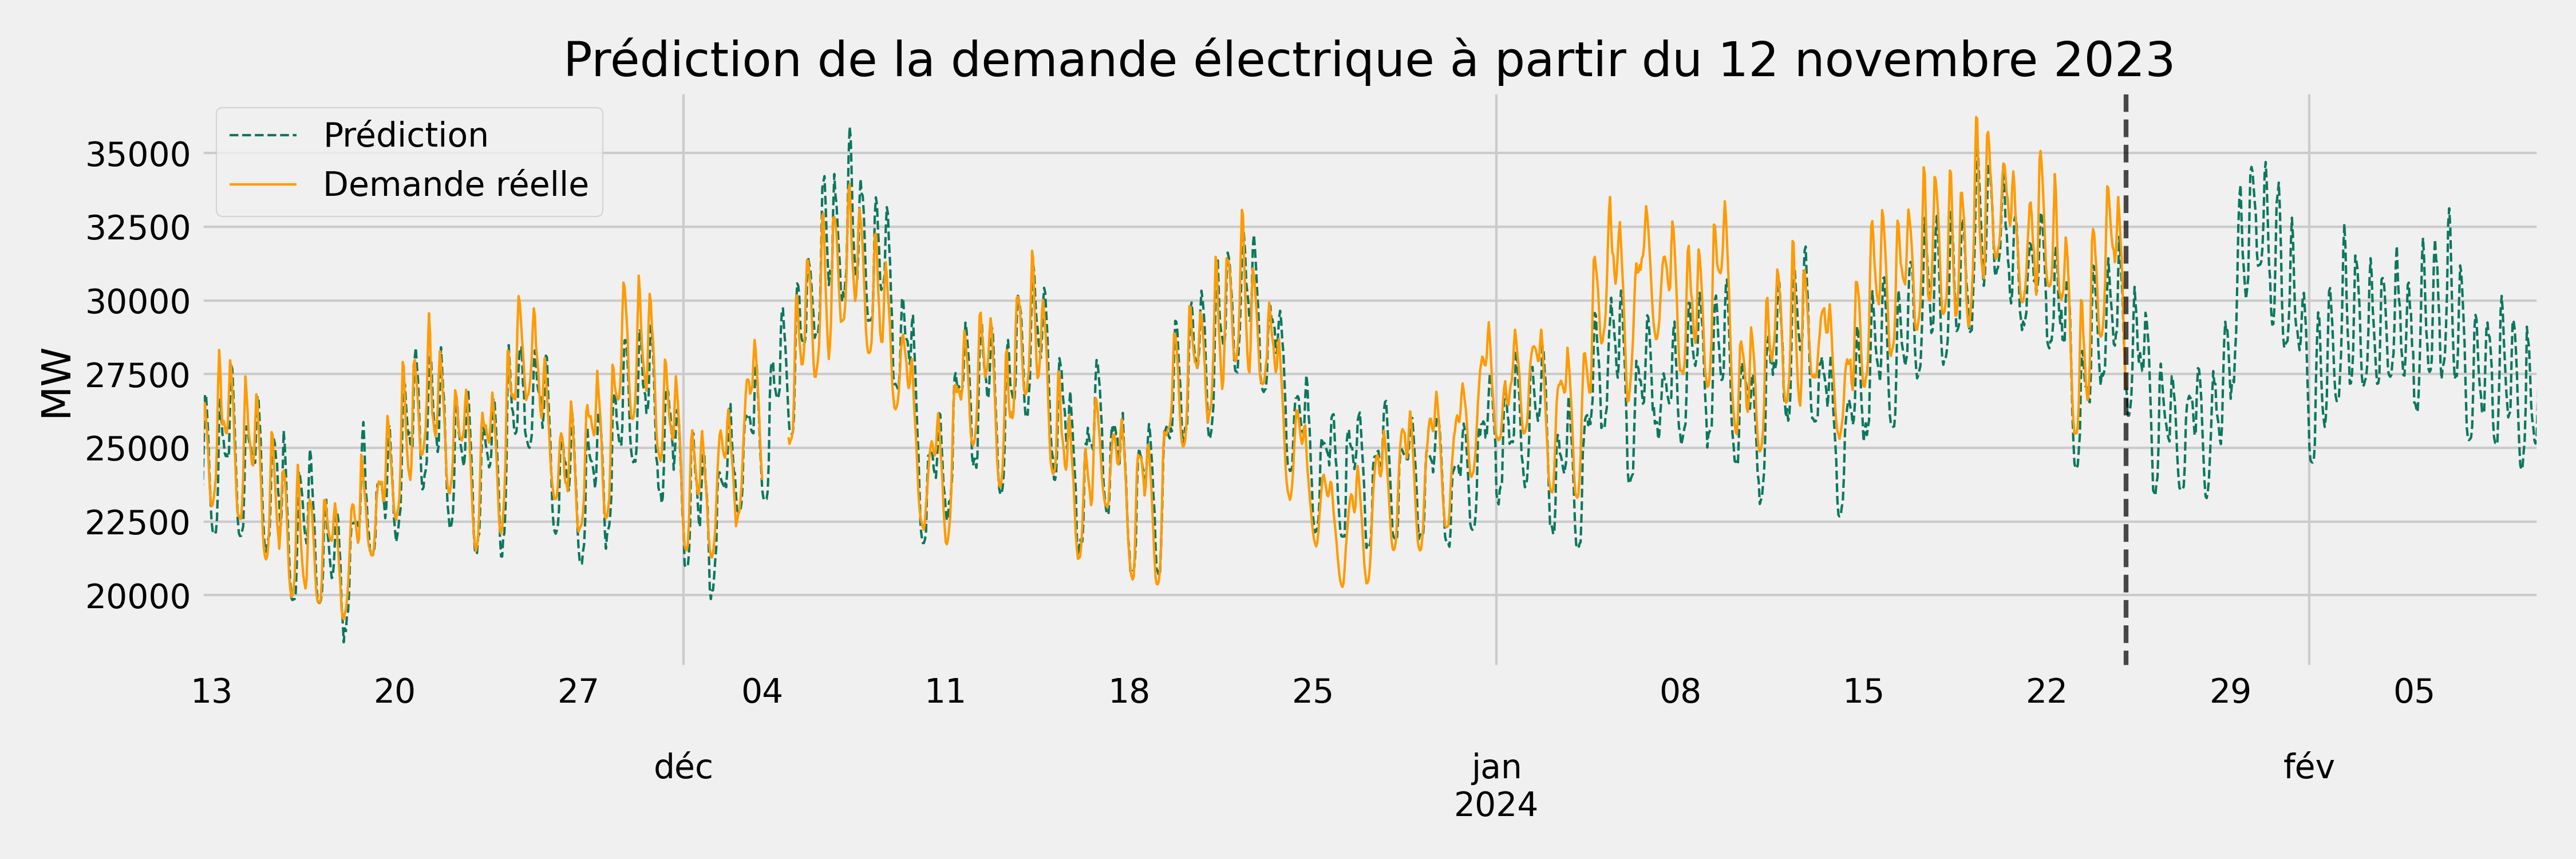 Prédiction de la demande électrique à partir du 12 novembre 2023
Prédiction
Demande réelle
MW
35000
32500
30000
27500
25000
22500
20000
13 20 27 04 11 18 25 08 15 22 29 05
déc jan fév
2024